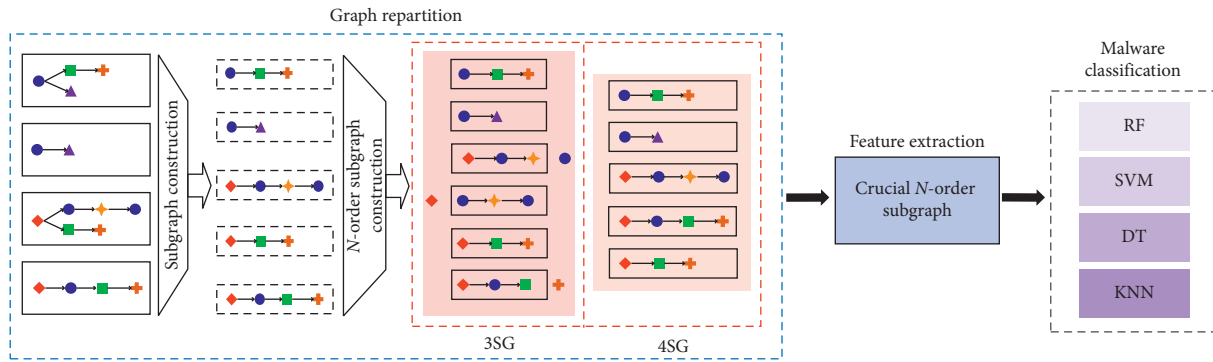 Graph repartition
Subgraph construction
N-order subgraph
construction
3SG
4SG
Feature extraction
Crucial N-order
subgraph
Malware
classification
RF
SVM
DT
KNN